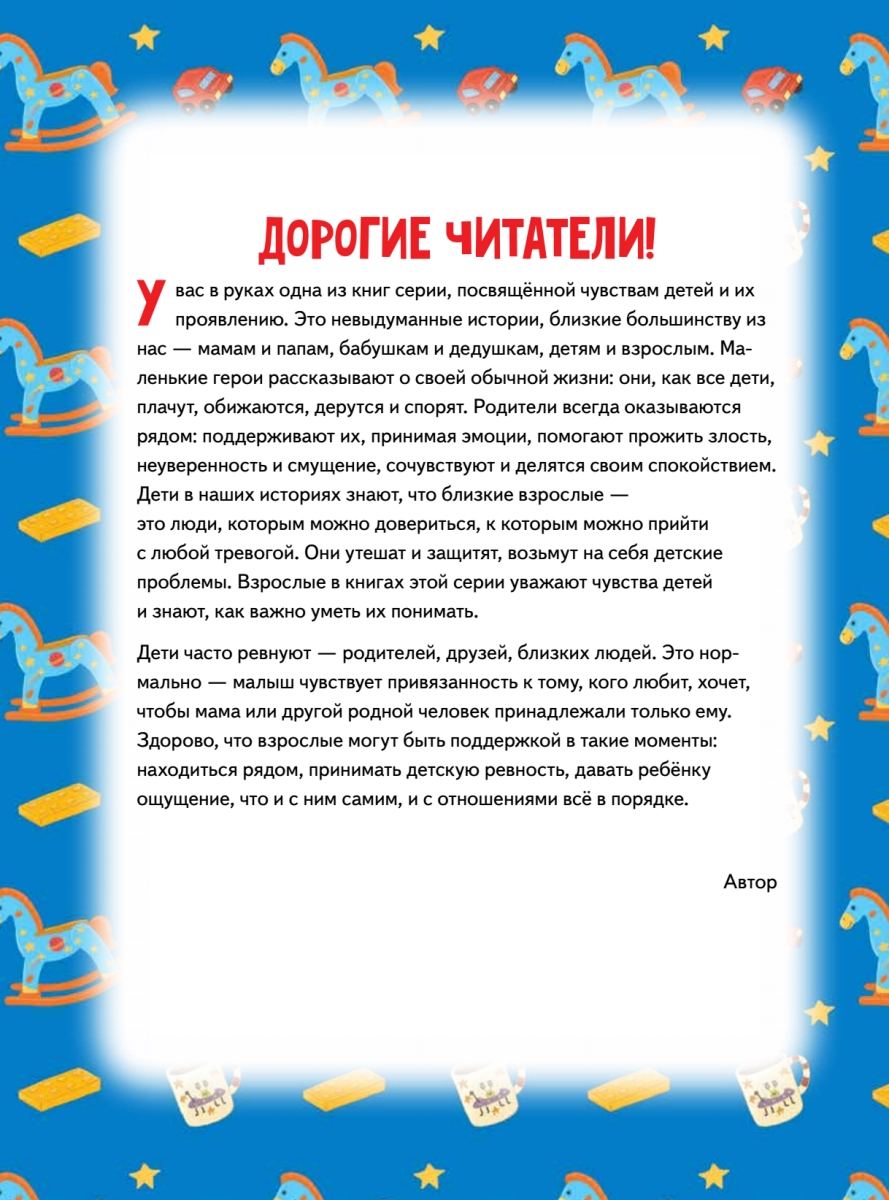 ДОРОГИЕ ЧИТАТЕЛИ!
У вас в руках одна из книг серии, посвящённой чувствам детей и их
проявлению. Это невыдуманные истории, близкие большинству из
нас — мамам и папам, бабушкам и дедушкам, детям и взрослым. Ма-
ленькие герои рассказывают о своей обычной жизни: они, как все дети,
плачут, обижаются, дерутся и спорят. Родители всегда оказываются
рядом: поддерживают их, принимая эмоции, помогают прожить злость,
неуверенность и смущение, сочувствуют и делятся своим спокойствием.
Дети в наших историях знают, что близкие взрослые —
это люди, которым можно довериться, к которым можно прийти
с любой тревогой. Они утешат и защитят, возьмут на себя детские
проблемы. Взрослые в книгах этой серии уважают чувства детей
и знают, как важно уметь их понимать.
Дети часто ревнуют — родителей, друзей, близких людей. Это нор-
мально — малыш чувствует привязанность к тому, кого любит, хочет,
чтобы мама или другой родной человек принадлежали только ему.
Здорово, что взрослые могут быть поддержкой в такие моменты:
находиться рядом, принимать детскую ревность, давать ребёнку
ощущение, что и с ним самим, и с отношениями всё в порядке.
Автор